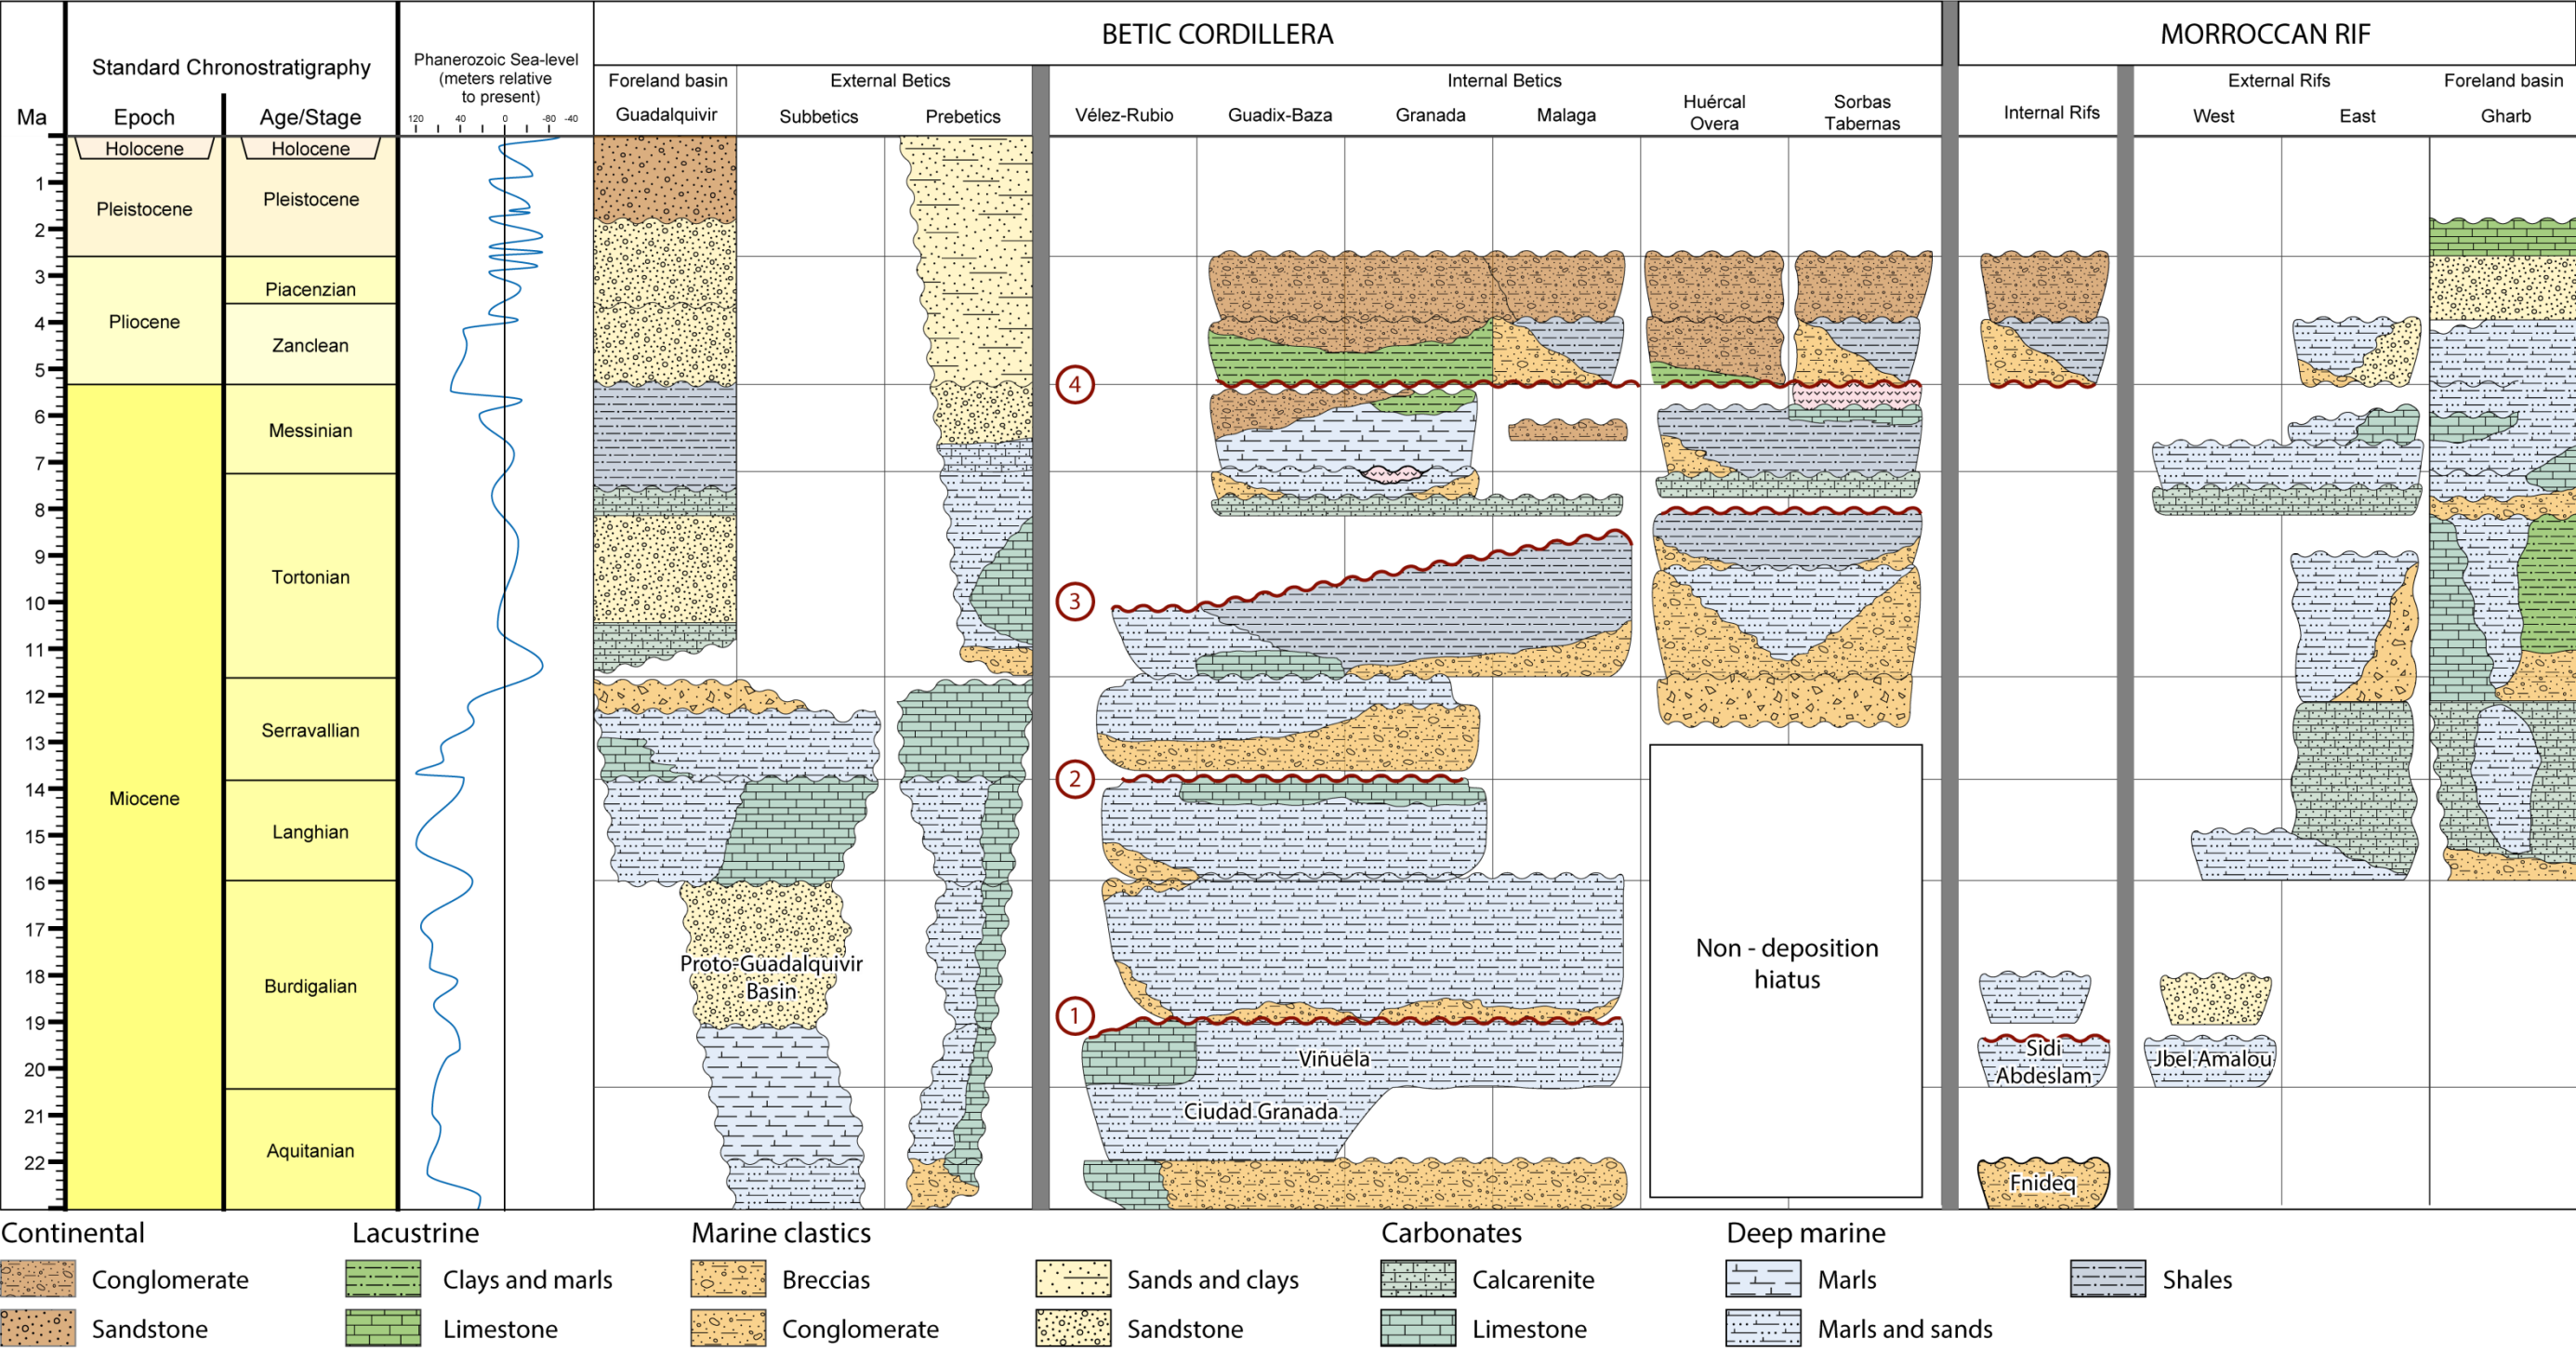 BETIC CORDILLERA
MORROCCAN RIF
Standard Chronostratigraphy
Phanerozoic Sea-level
(meters relative
to present)
Foreland basin
External Betics
Internal Betics
Internal Rifs
External Rifs
Foreland basin
Ma
Epoch
Age/Stage
120 40 0 -80 -40
Guadalquivir
Subbetics
Prebetics
Vélez-Rubio
Guadix-Baza
Granada
Malaga
Huércal
Overa
Sorbas
Tabernas
West
East
Gharb
Holocene
Holocene
1
Pleistocene
Pleistocene
2
3
Piacenzian
4
Pliocene
Zanclean
5
4
6
Messinian
7
8
9
Tortonian
10
3
11
12
Serravallian
13
2
14
Miocene
15
Langhian
16
17
Non - deposition
hiatus
18
Proto-Guadalquivir
Basin
Burdigalian
19
1
20
Viñuela
Sidi
Abdeslam
Jbel Amalou
21
Ciudad Granada
Aquitanian
22
Fnideq
Continental
Lacustrine
Marine clastics
Carbonates
Deep marine
Conglomerate
Clays and marls
Breccias
Sands and clays
Calcarenite
Marls
Shales
Sandstone
Limestone
Conglomerate
Sandstone
Limestone
Marls and sands